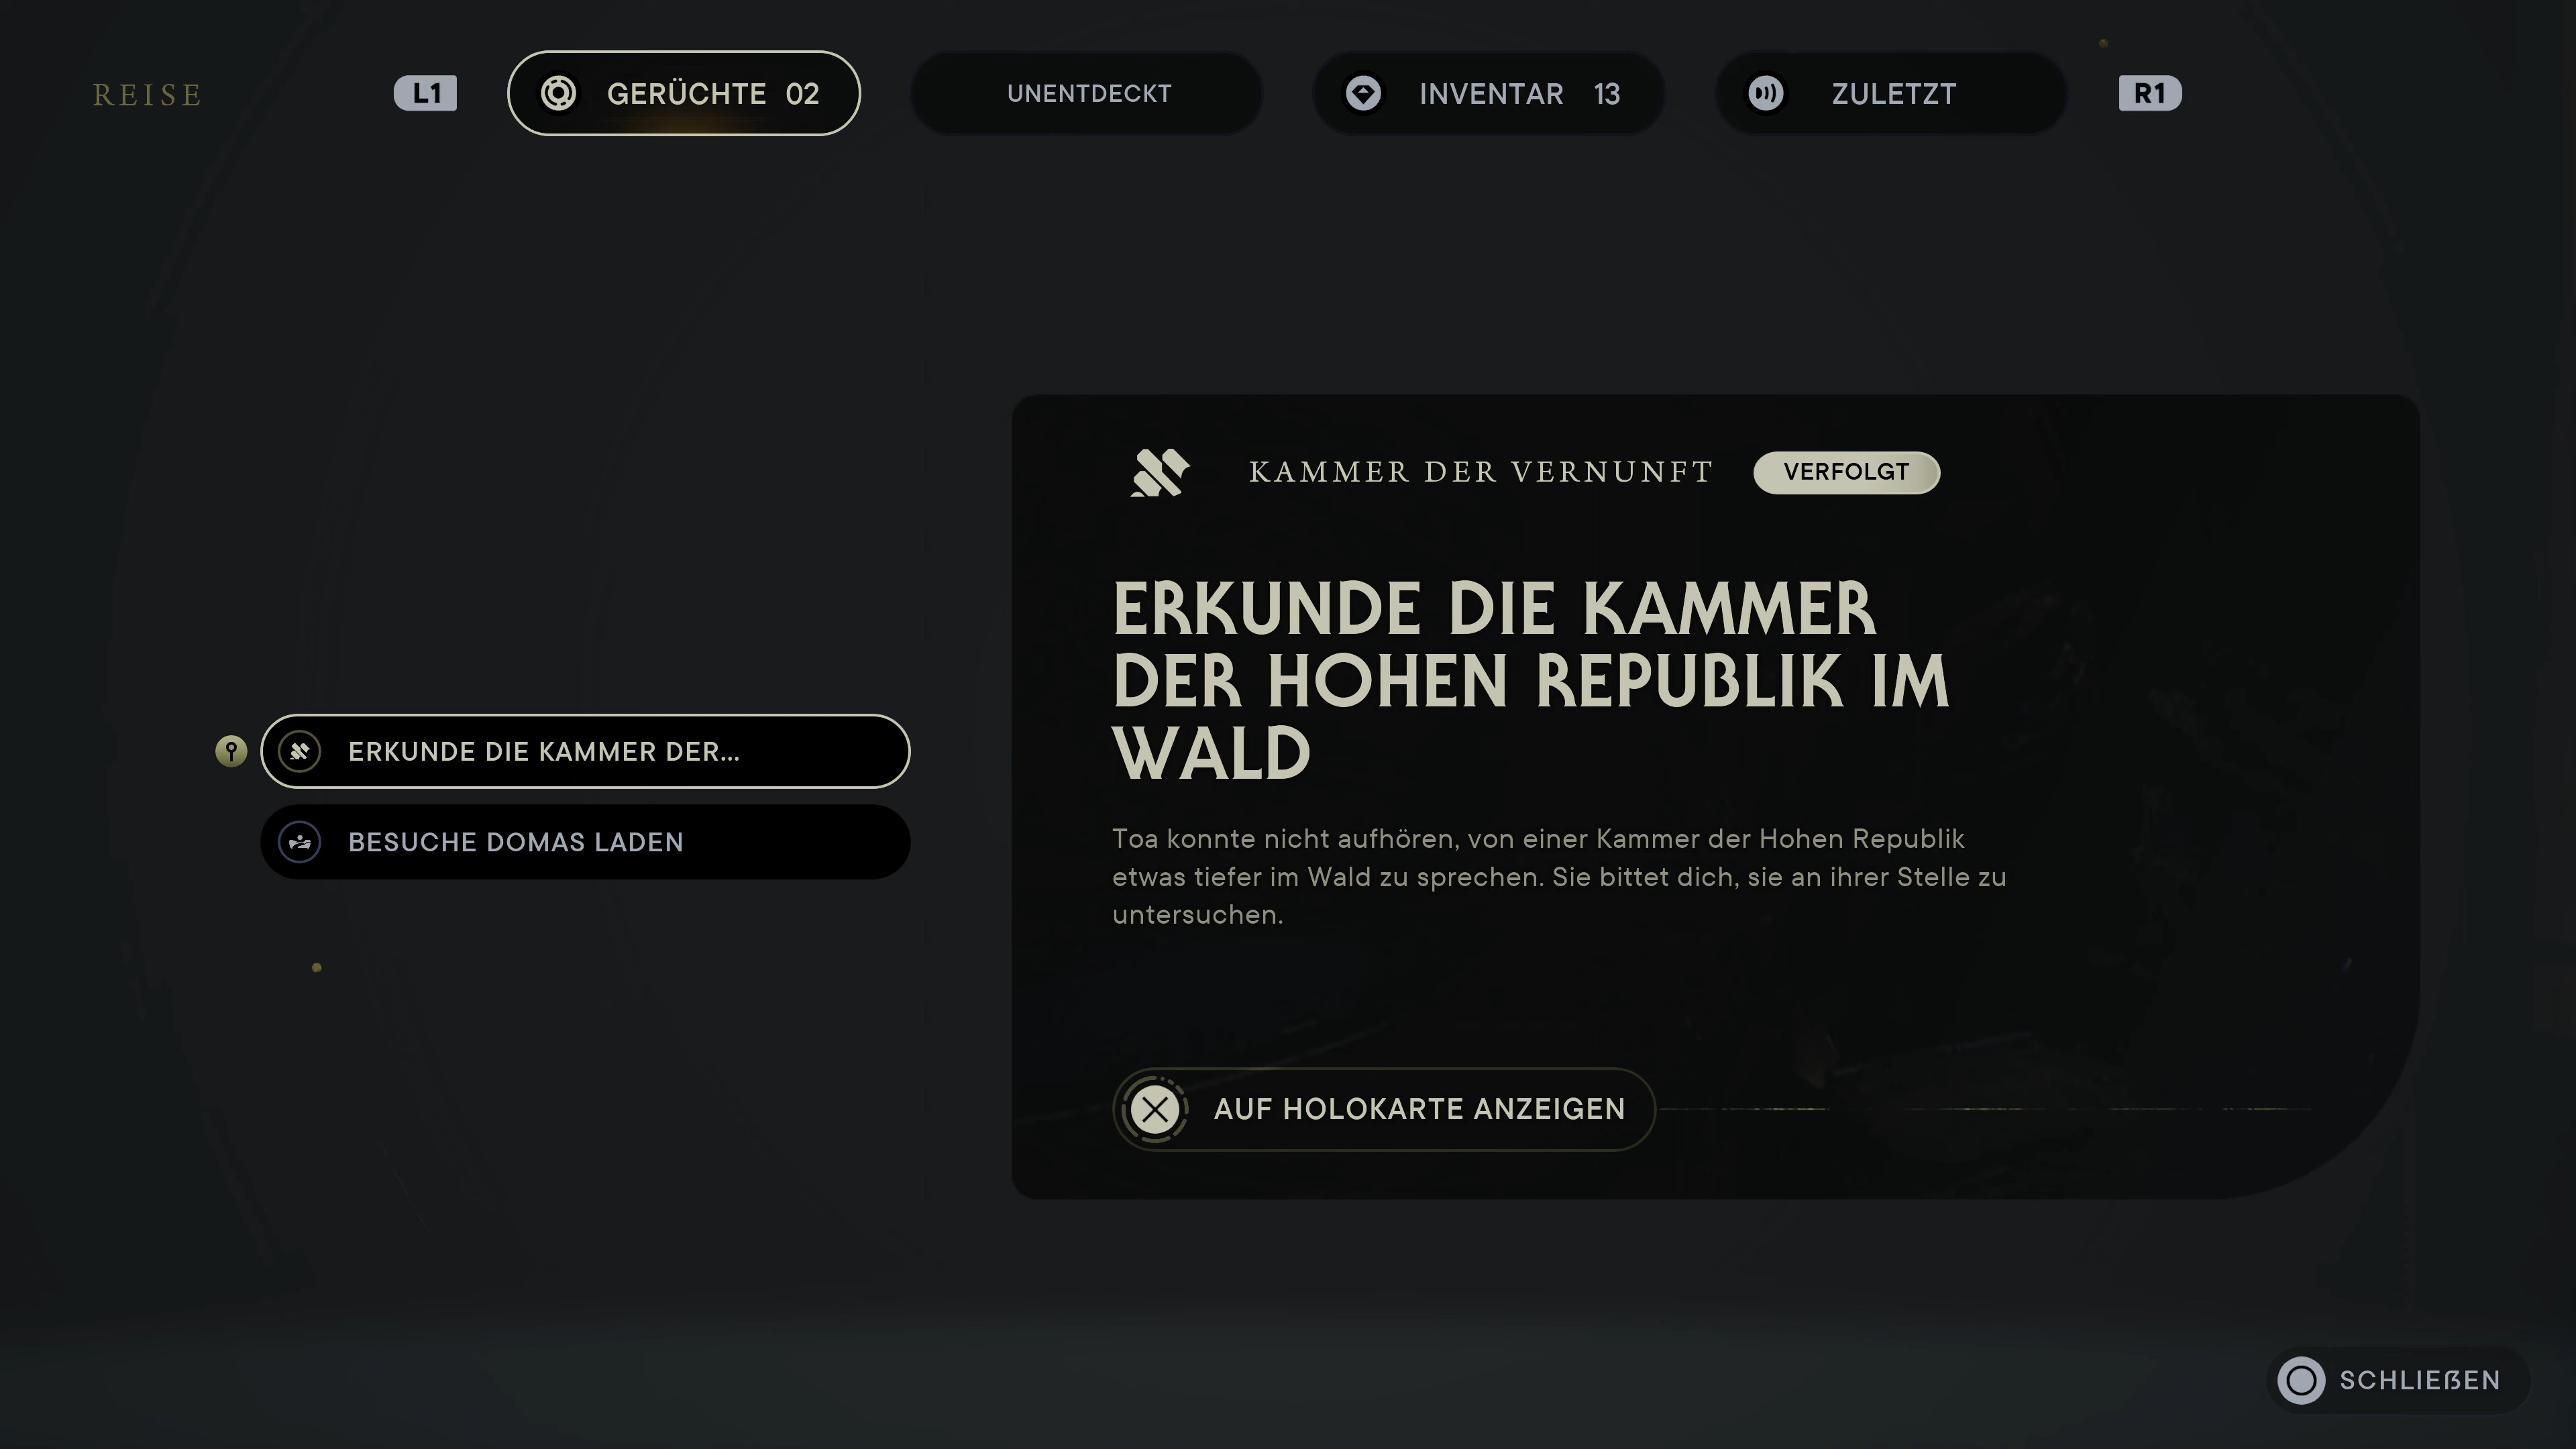 REISE
L1
GERÜCHTE 02
UNENTDECKT
INVENTAR 13
ZULETZT
R1
KAMMER DER VERNUNFT
VERFOLGT
ERKUNDE DIE KAMMER
DER HOHEN REPUBLIK IM
WALD
Toa konnte nicht aufhören, von einer Kammer der Hohen Republik
etwas tiefer im Wald zu sprechen. Sie bittet dich, sie an ihrer Stelle zu
untersuchen.
ERKUNDE DIE KAMMER DER...
BESUCHE DOMAS LADEN
AUF HOLOKARTE ANZEIGEN
SCHLIEẞEN